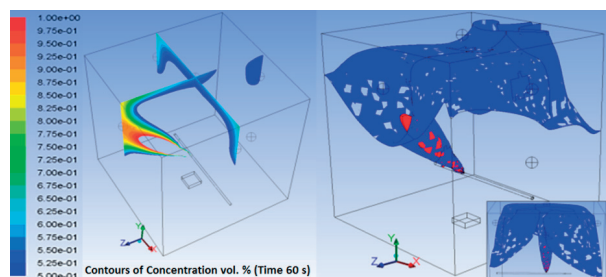 1.00e+00
9.75e-01
9.50e-01
9.25e-01
9.00e-01
8.75e-01
8.50e-01
8.25e-01
8.00e-01
7.75e-01
7.50e-01
7.25e-01
7.00e-01
6.75e-01
6.50e-01
6.25e-01
6.00e-01
5.75e-01
5.50e-01
5.25e-01
5.00e-01
Y
Z
X
Contours of Concentration vol. % (Time 60 s)
Y
Z
X